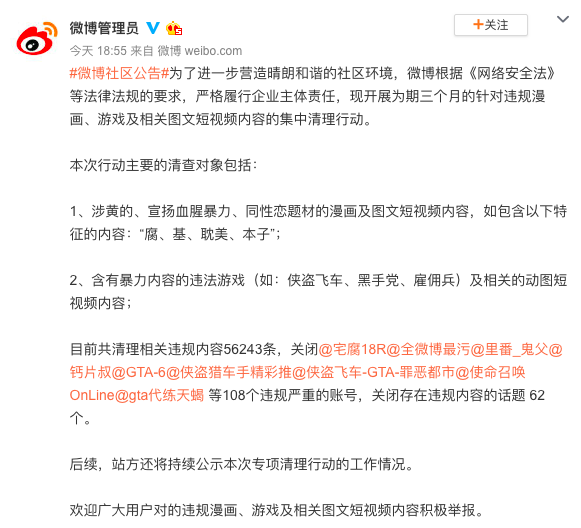 微博管理员
+关注
今天 18:55 来自 微博 weibo.com
#微博社区公告#为了进一步营造晴朗和谐的社区环境，微博根据《网络安全法》
等法律法规的要求，严格履行企业主体责任，现开展为期三个月的针对违规漫
画、游戏及相关图文短视频内容的集中清理行动。
本次行动主要的清查对象包括：
1、涉黄的、宣扬血腥暴力、同性恋题材的漫画及图文短视频内容，如包含以下特
征的内容：“腐、基、耽美、本子”；
2、含有暴力内容的违法游戏（如：侠盗飞车、黑手党、雇佣兵）及相关的动图短
视频内容；
目前共清理相关违规内容56243条，关闭@宅腐18R@全微博最污@里番_鬼父@
钙片叔@GTA-6@侠盗猎车手精彩推@侠盗飞车-GTA-罪恶都市@使命召唤
OnLine@gta代练天蝎 等108个违规严重的账号，关闭存在违规内容的话题 62
个。
后续，站方还将持续公示本次专项清理行动的工作情况。
欢迎广大用户对的违规漫画、游戏及相关图文短视频内容积极举报。